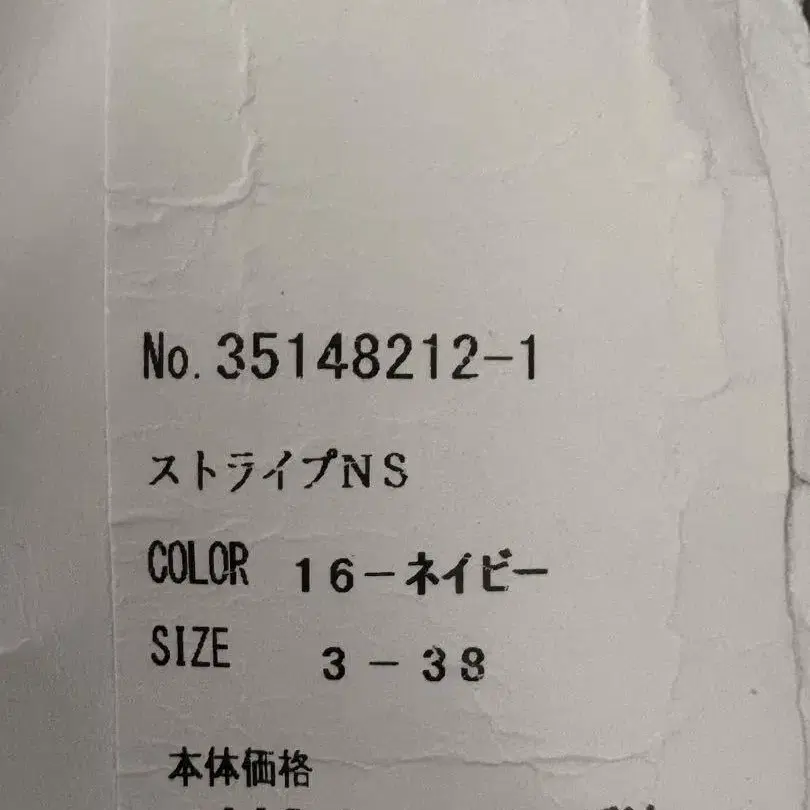 No.35148212-1
ストライプNS
COLOR 16-ネイビー
SIZE 3-38
本体価格